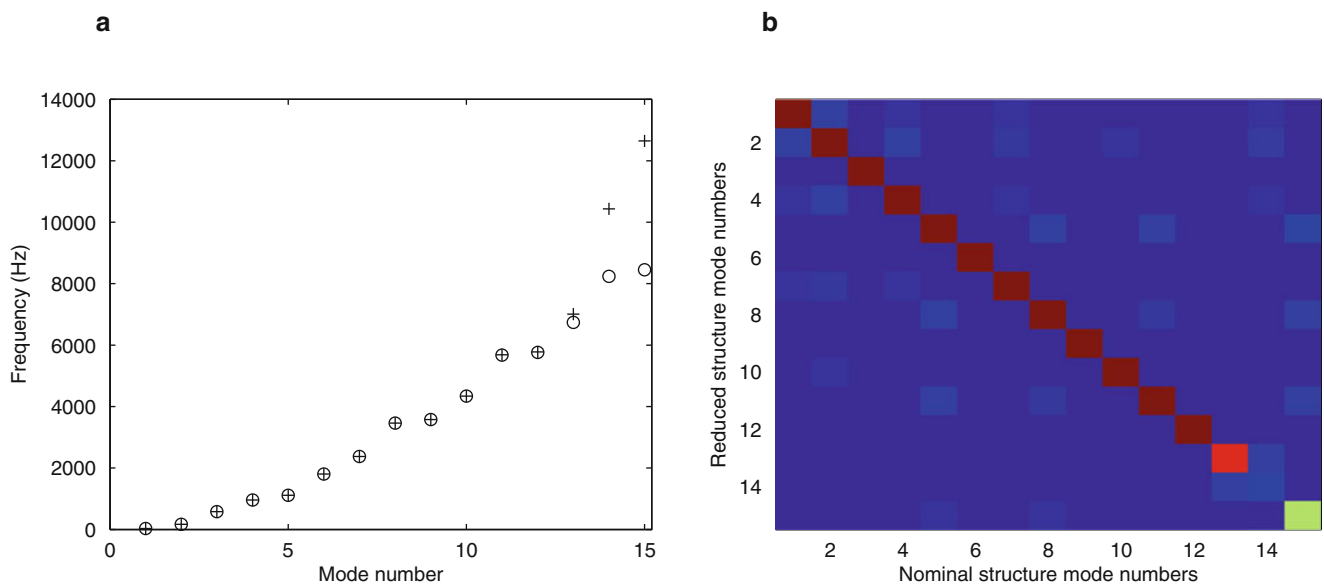 a
14000
12000
10000
8000
6000
4000
2000
0
Frequency (Hz)
0 5 10 15
Mode number
b
2
4
6
8
10
12
14
Reduced structure mode numbers
2 4 6 8 10 12 14
Nominal structure mode numbers